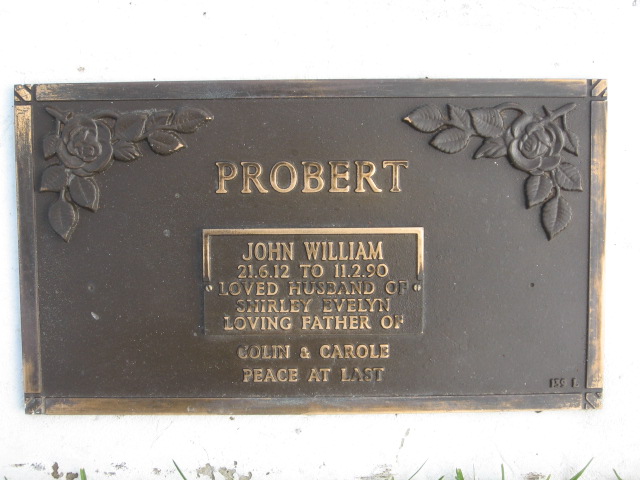 PROBERT
JOHN WILLIAM
21.6.12 TO 11.2.90
LOVED HUSBAND OF
SHIRLEY EVELYN
LOVING FATHER OF
COLIN & CAROLE
PEACE AT LAST